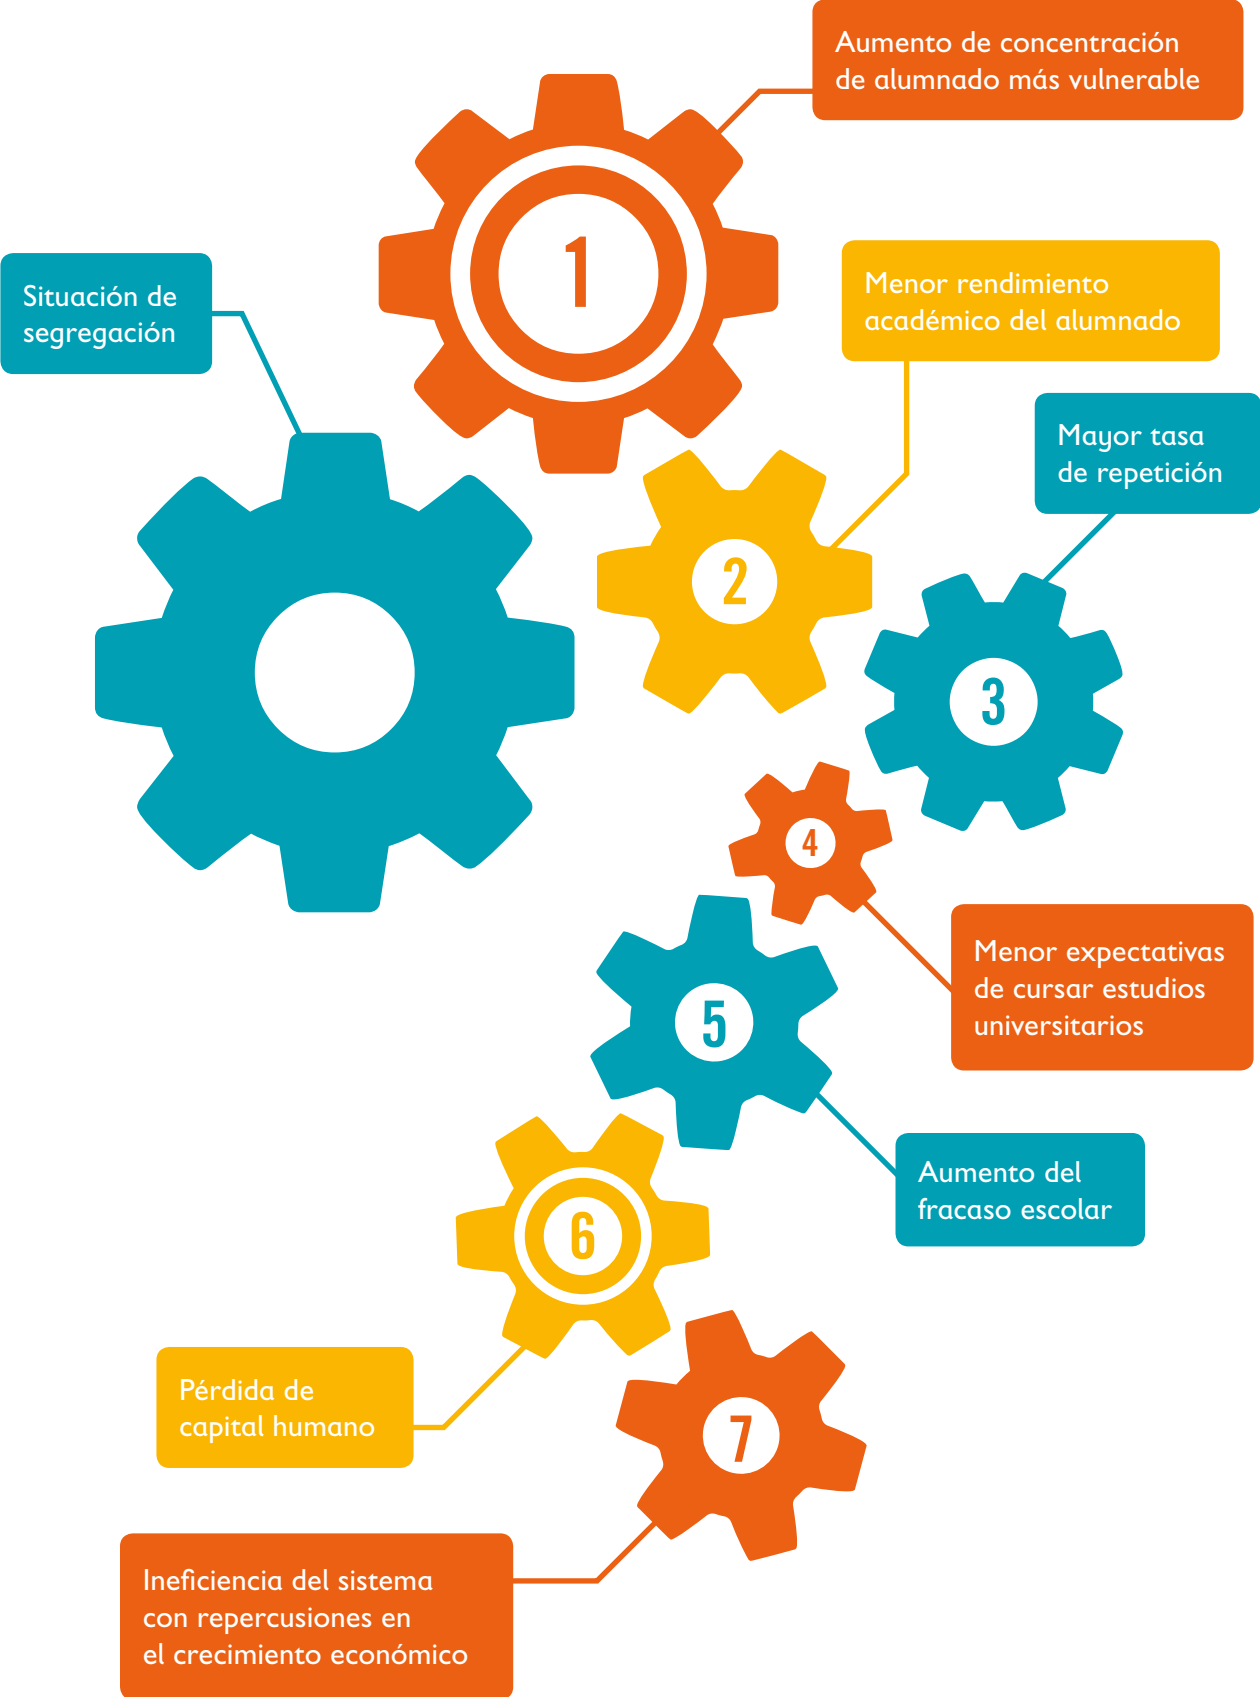 Aumento de concentración
de alumnado más vulnerable
1
Situación de
segregación
Menor rendimiento
académico del alumnado
2
Mayor tasa
de repetición
3
4
Menor expectativas
de cursar estudios
universitarios
5
Aumento del
fracaso escolar
6
Pérdida de
capital humano
7
Ineficiencia del sistema
con repercusiones en
el crecimiento económico